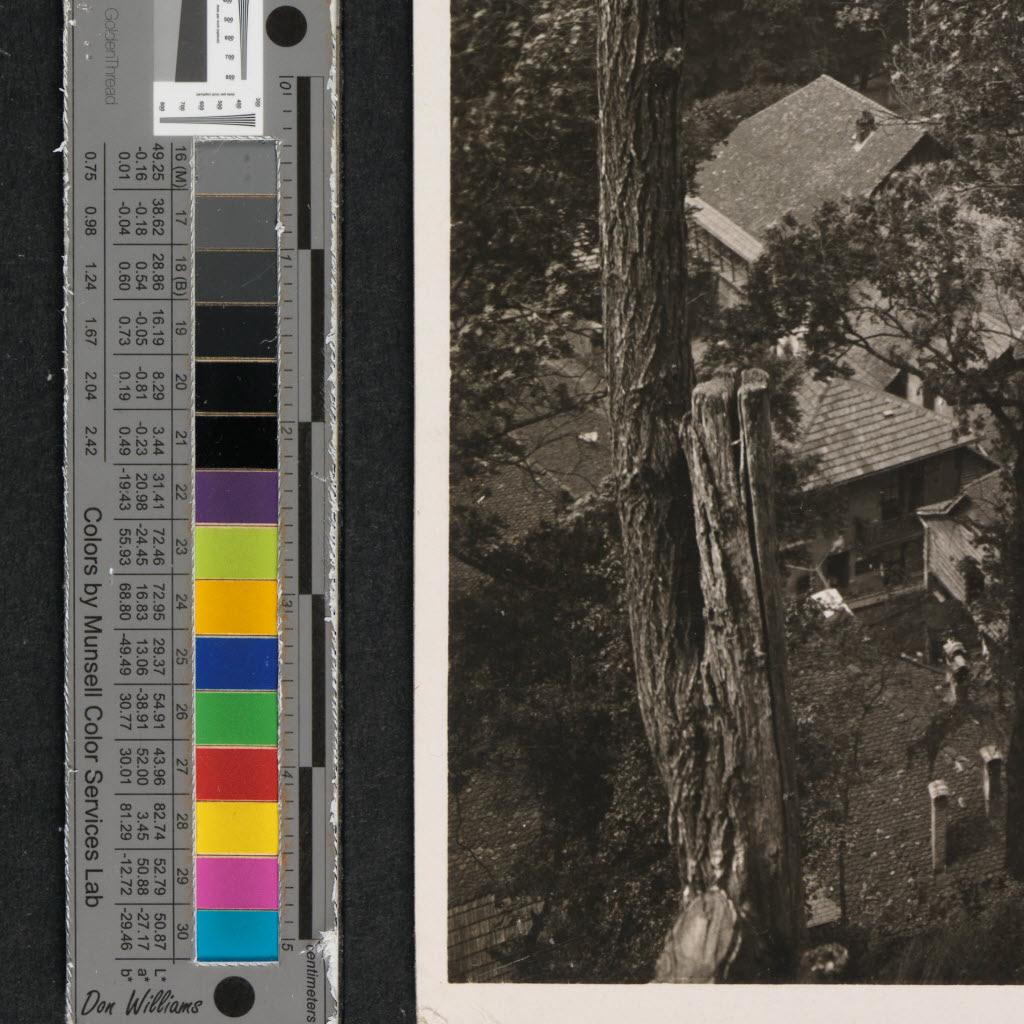 0 1 2 3 4 5 centimeters
16 (M) 17 18 (B) 19 20 21 22 23 24 25 26 27 28 29 30
49.25 38.62 28.86 16.19 8.29 3.44 31.41 72.46 72.95 29.37 54.91 43.96 82.74 52.79 50.87 L*
-0.16 -0.18 0.54 -0.05 -0.81 -0.23 20.98 -24.45 16.83 13.06 -38.91 52.00 3.45 50.88 -27.17 a*
0.01 -0.04 0.60 0.73 0.19 0.49 -19.43 55.93 68.80 -49.49 30.77 30.01 81.29 -12.72 -29.46 b*
0.75 0.98 1.24 1.67 2.04 2.42
Colors by Munsell Color Services Lab
GoldenThread
Don Williams